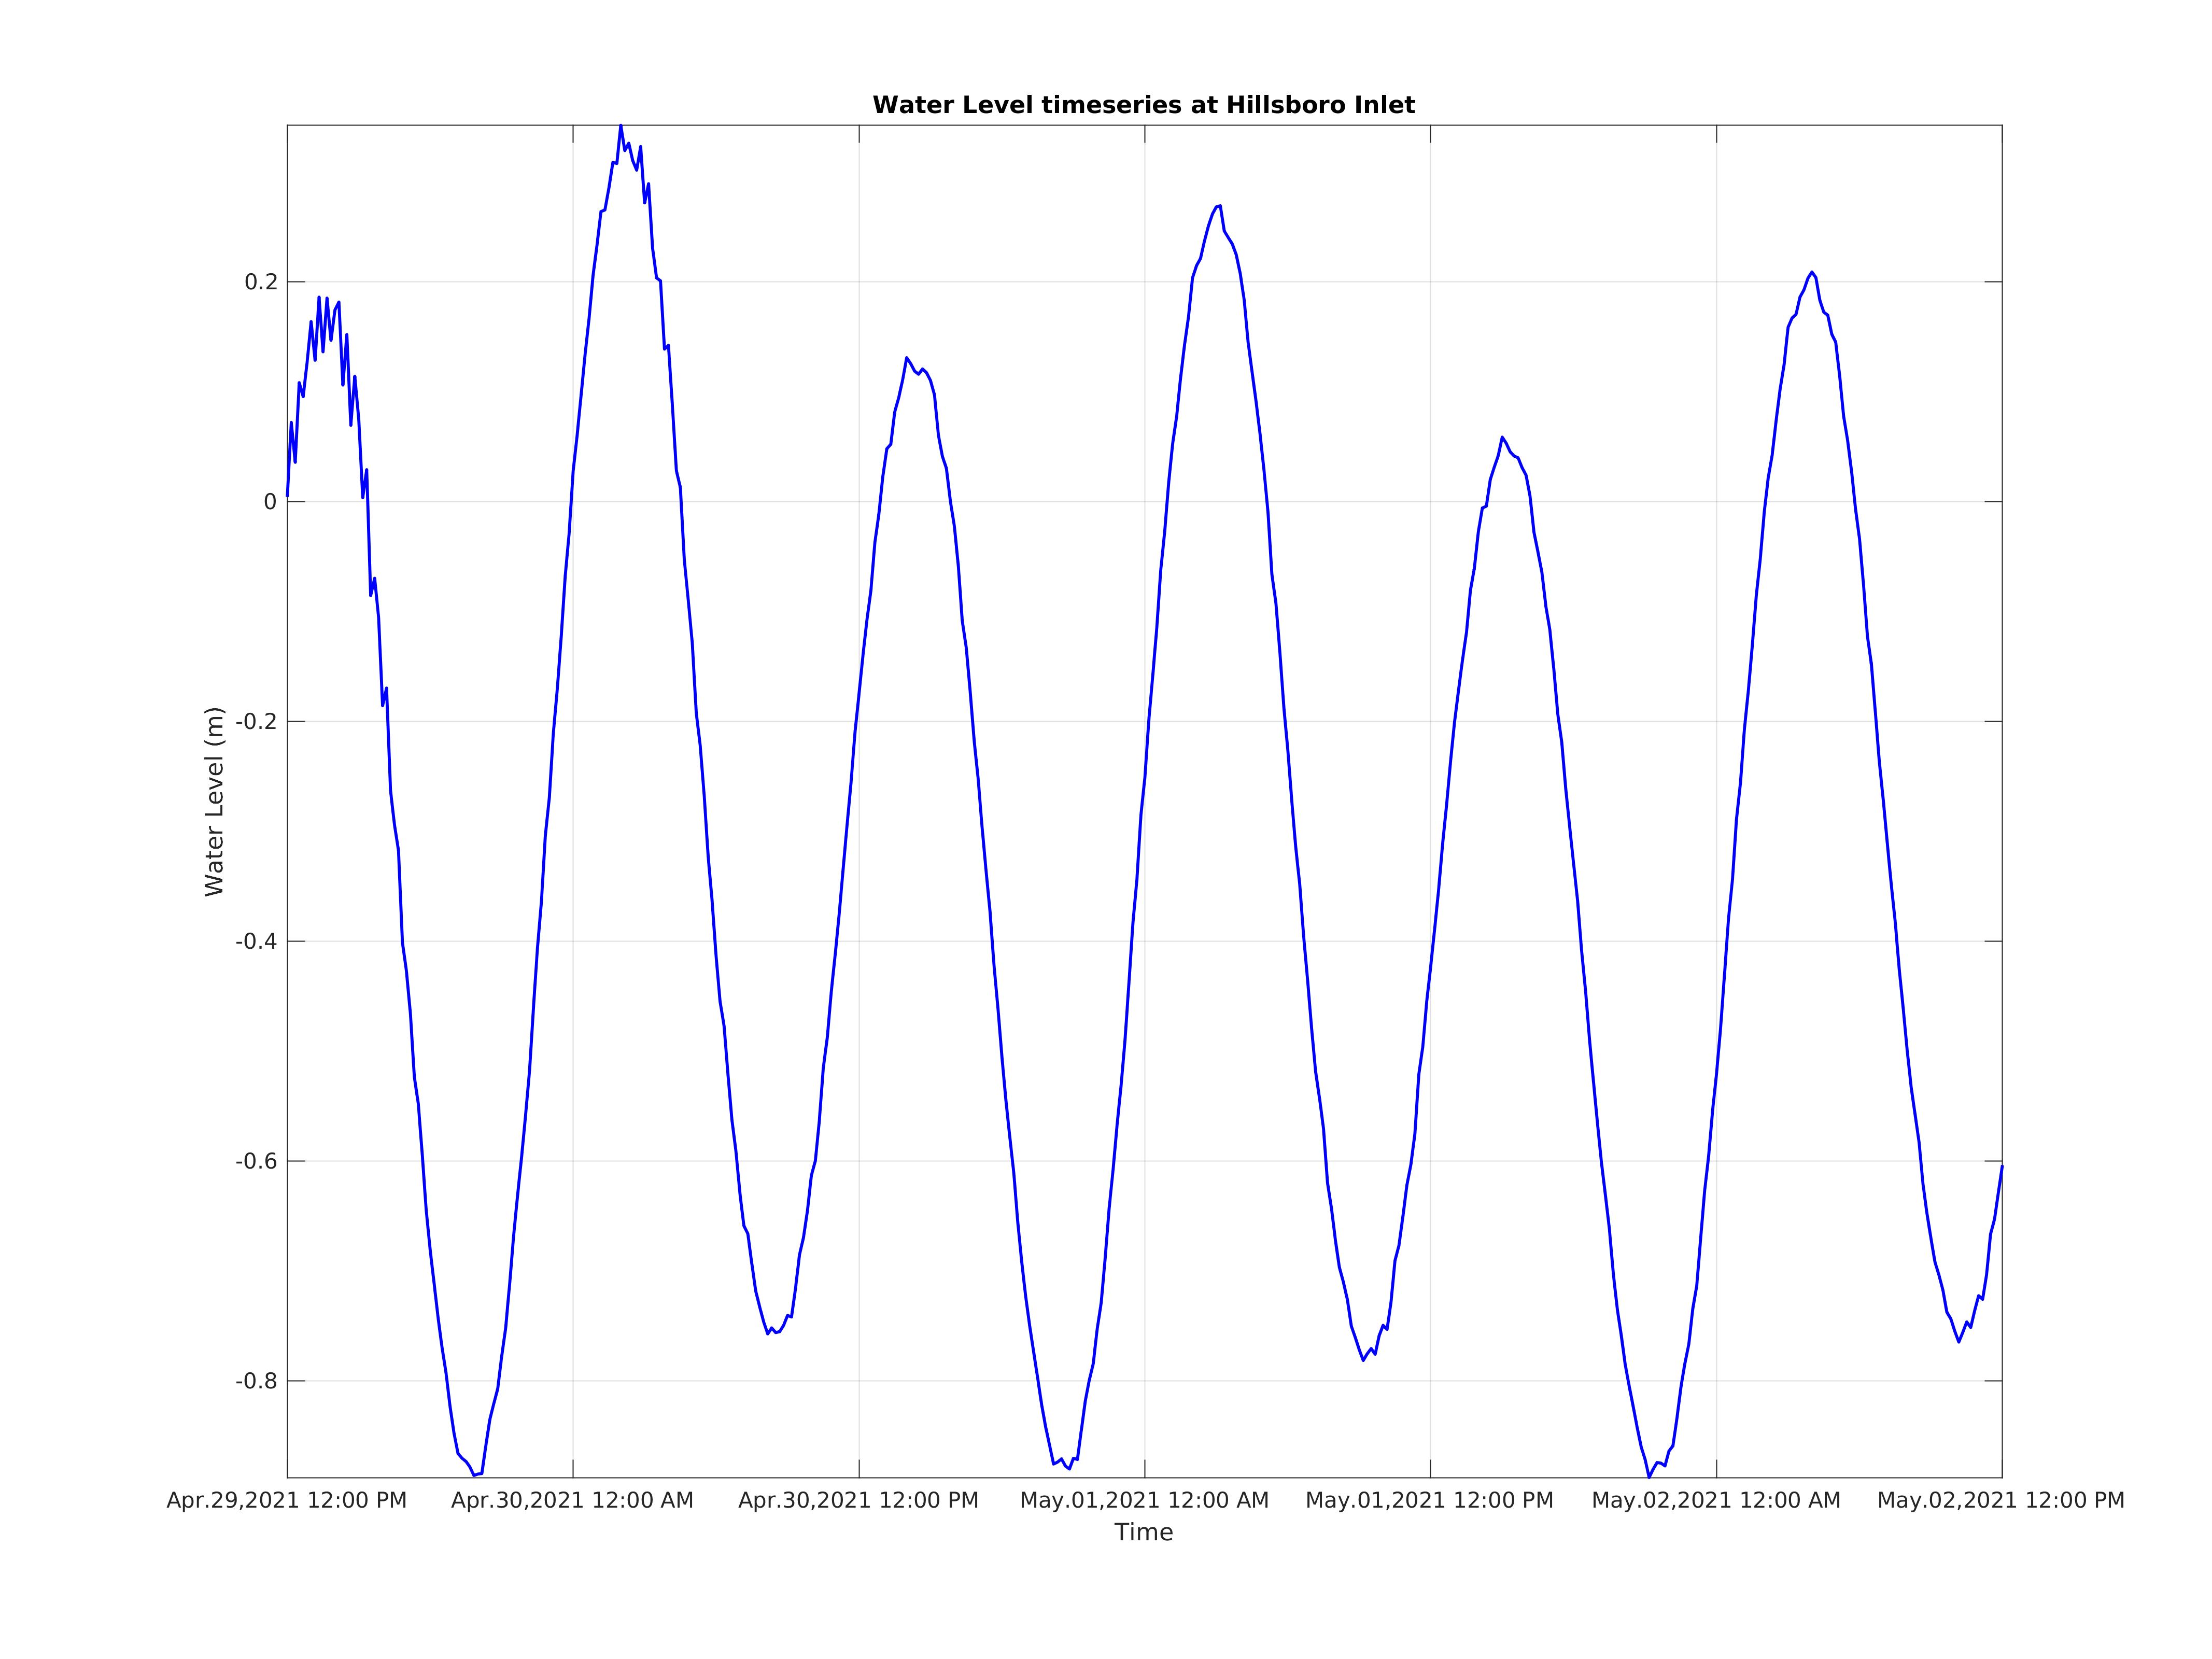 Water Level timeseries at Hillsboro Inlet
0.2
0
-0.2
-0.4
-0.6
-0.8
Water Level (m)
Apr.29,2021 12:00 PM
Apr.30,2021 12:00 AM
Apr.30,2021 12:00 PM
May.01,2021 12:00 AM
May.01,2021 12:00 PM
May.02,2021 12:00 AM
May.02,2021 12:00 PM
Time